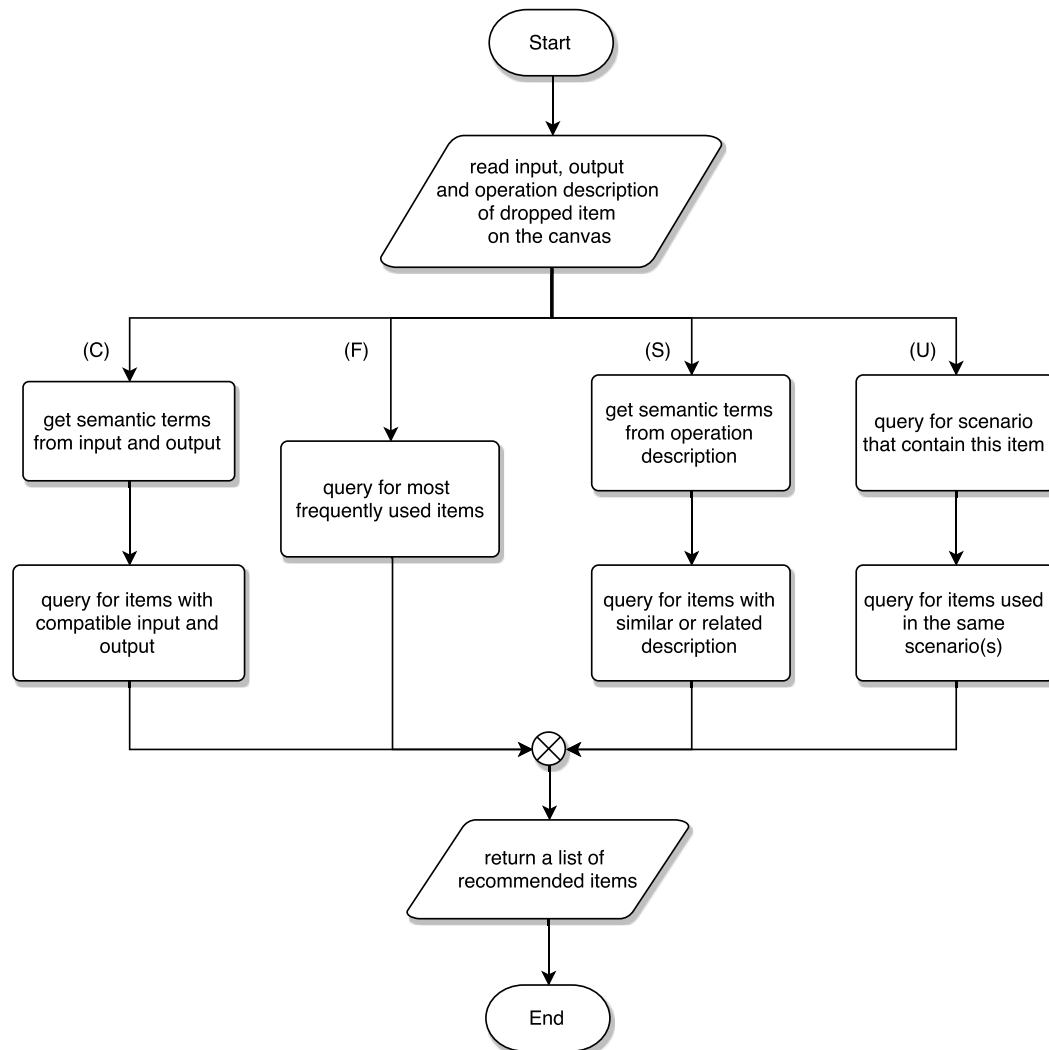 Start
read input, output
and operation description
of dropped item
on the canvas
(C)
(F)
(S)
(U)
get semantic terms
from input and output
query for most
frequently used items
get semantic terms
from operation
description
query for scenario
that contain this item
query for items with
compatible input and
output
query for items with
similar or related
description
query for items used
in the same
scenario(s)
return a list of
recommended items
End